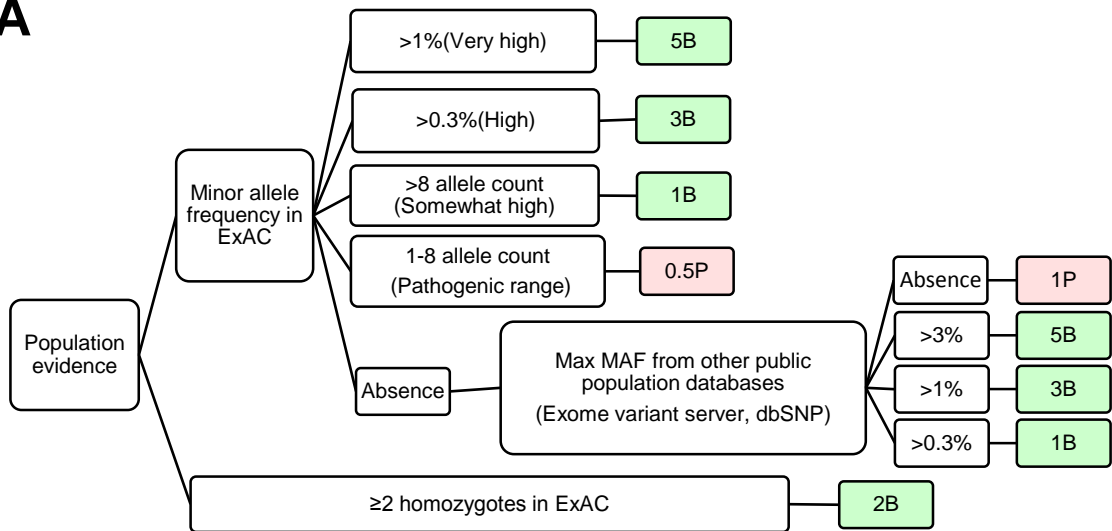 A
>1%(Very high)
5B
>0.3%(High)
3B
>8 allele count
(Somewhat high)
1B
Minor allele
frequency in
ExAC
1-8 allele count
(Pathogenic range)
0.5P
Population
evidence
Absence
Max MAF from other public
population databases
(Exome variant server, dbSNP)
Absence
1P
>3%
5B
>1%
3B
>0.3%
1B
≥2 homozygotes in ExAC
2B